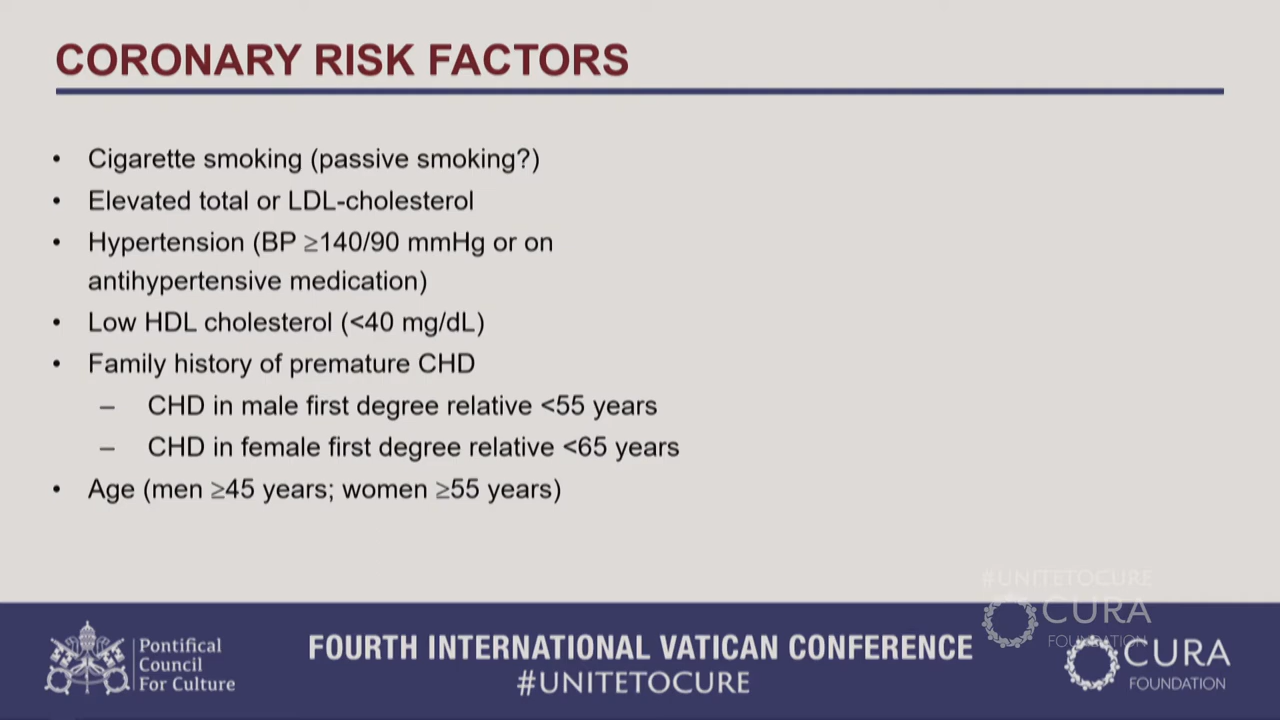 CORONARY RISK FACTORS
• Cigarette smoking (passive smoking?)
• Elevated total or LDL-cholesterol
• Hypertension (BP ≥140/90 mmHg or on
antihypertensive medication)
• Low HDL cholesterol (<40 mg/dL)
• Family history of premature CHD
– CHD in male first degree relative <55 years
– CHD in female first degree relative <65 years
• Age (men ≥45 years; women ≥55 years)
#UNITETOCURE
CURA
FOUNDATION
Pontifical
Council
For Culture
FOURTH INTERNATIONAL VATICAN CONFERENCE
#UNITETOCURE
CURA
FOUNDATION